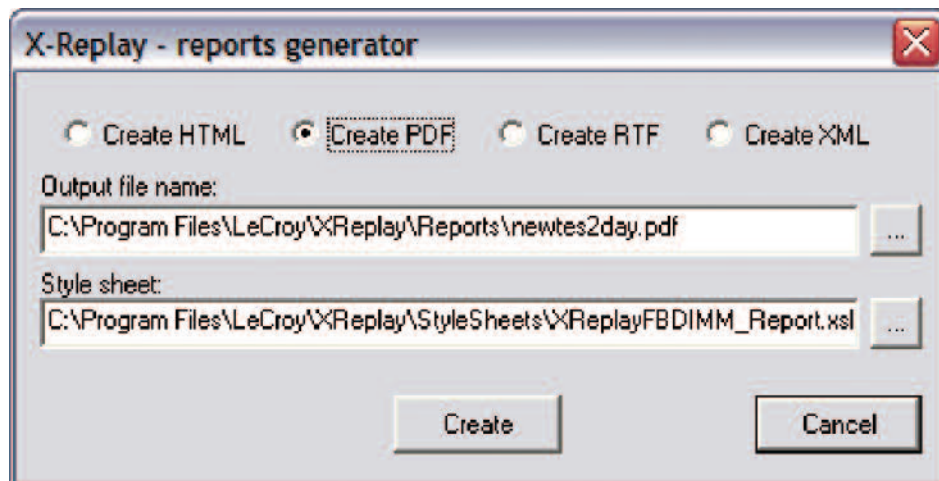 X-Replay - reports generator
Create HTML Create PDF Create RTF Create XML
Output file name:
C:\Program Files\LeCroy\XReplay\Reports\newtes2day.pdf
...
Style sheet:
C:\Program Files\LeCroy\XReplay\StyleSheets\XReplayFBDIMM_Report.xsl
...
Create Cancel